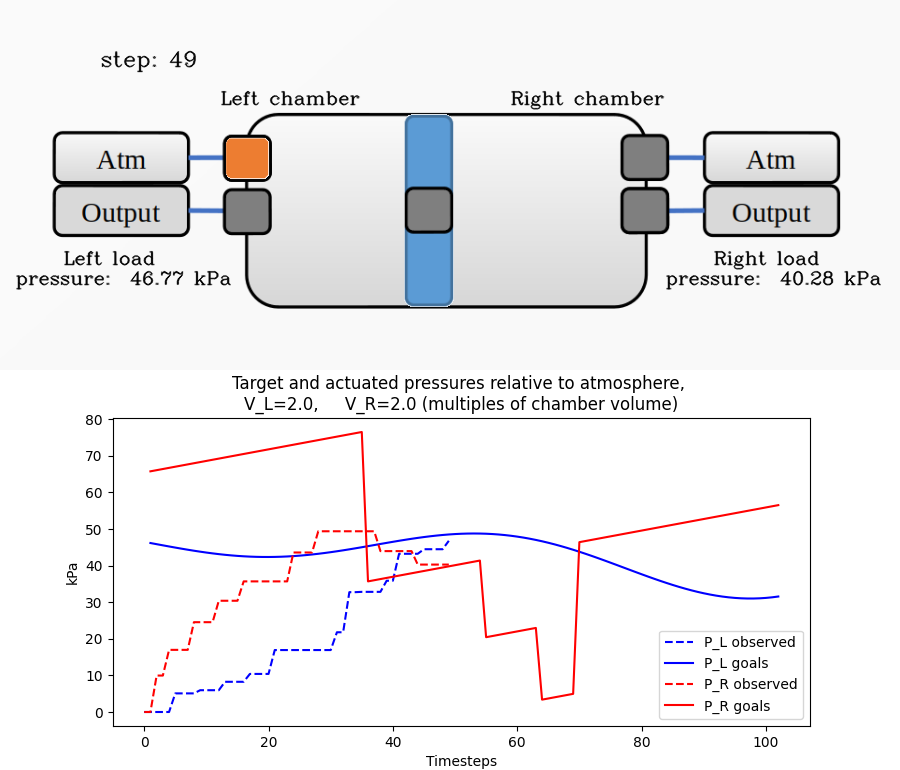 step: 49
Left chamber
Right chamber
Atm
Atm
Output
Output
Left load
pressure: 46.77 kPa
Right load
pressure: 40.28 kPa
Target and actuated pressures relative to atmosphere,
V_L=2.0, V_R=2.0 (multiples of chamber volume)
80
70
60
50
40
30
20
10
0
kPa
P_L observed
P_L goals
P_R observed
P_R goals
0 20 40 60 80 100
Timesteps